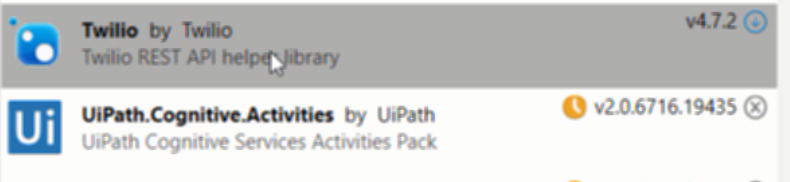 Twilio by Twilio
v4.7.2
Twilio REST API helper library
Ui
UiPath.Cognitive.Activities by UiPath
v2.0.6716.19435
UiPath Cognitive Services Activities Pack